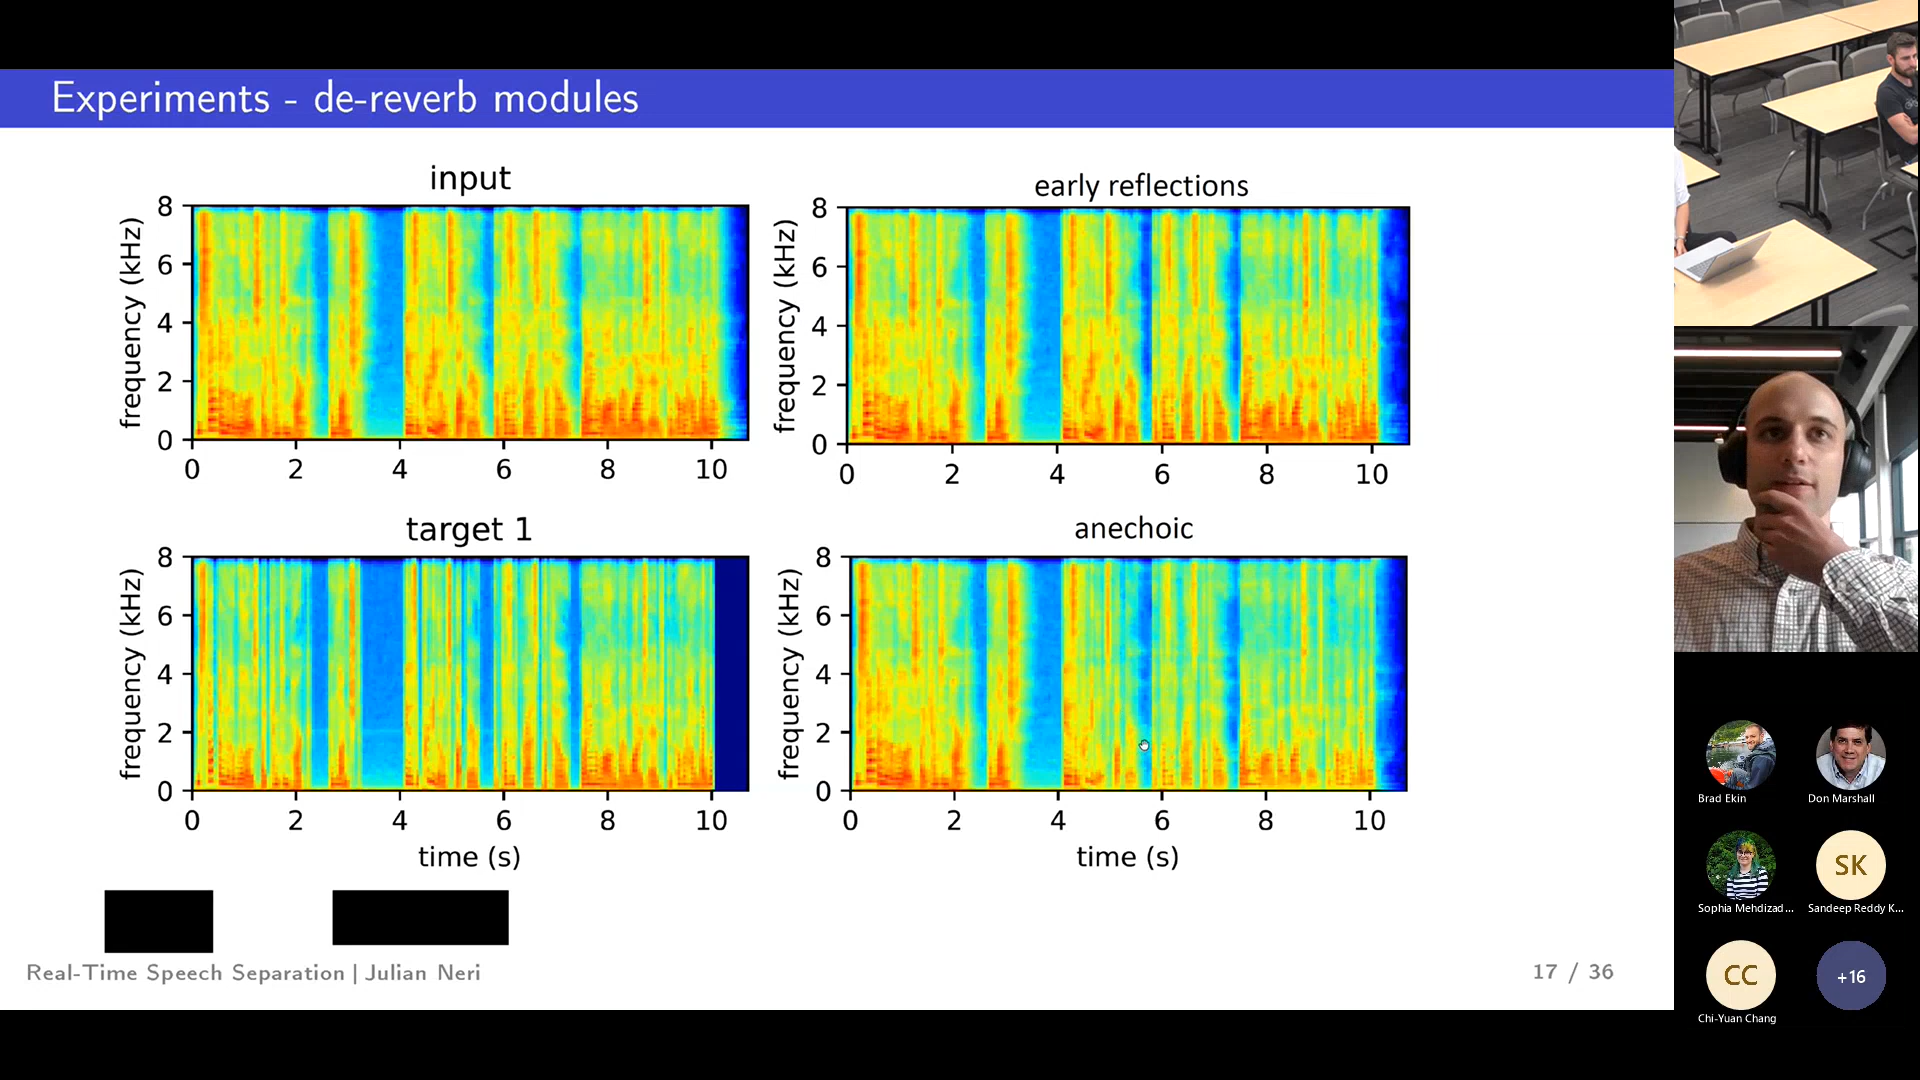 Experiments - de-reverb modules
input
frequency (kHz)
8
6
4
2
0
0 2 4 6 8 10
early reflections
frequency (kHz)
8
6
4
2
0
0 2 4 6 8 10
target 1
frequency (kHz)
8
6
4
2
0
0 2 4 6 8 10
time (s)
anechoic
frequency (kHz)
8
6
4
2
0
0 2 4 6 8 10
time (s)
Real-Time Speech Separation | Julian Neri
17 / 36
Brad Ekin
Don Marshall
SK
Sophia Mehdizad...
Sandeep Reddy K...
CC
+16
Chi-Yuan Chang